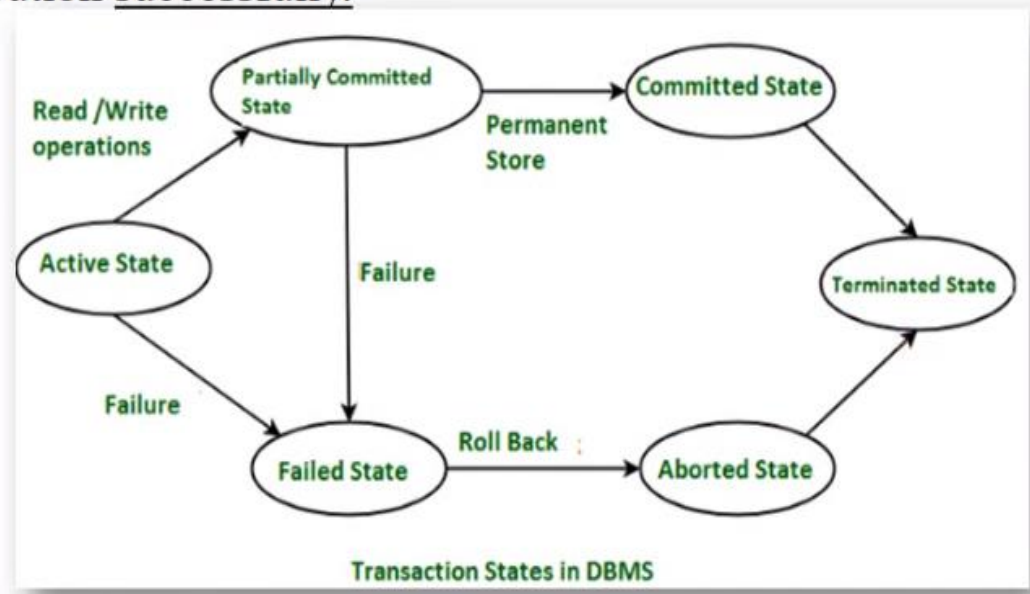 Partially Committed
State
Committed State
Read /Write
operations
Permanent
Store
Active State
Failure
Terminated State
Failure
Failed State
Roll Back :
Aborted State
Transaction States in DBMS